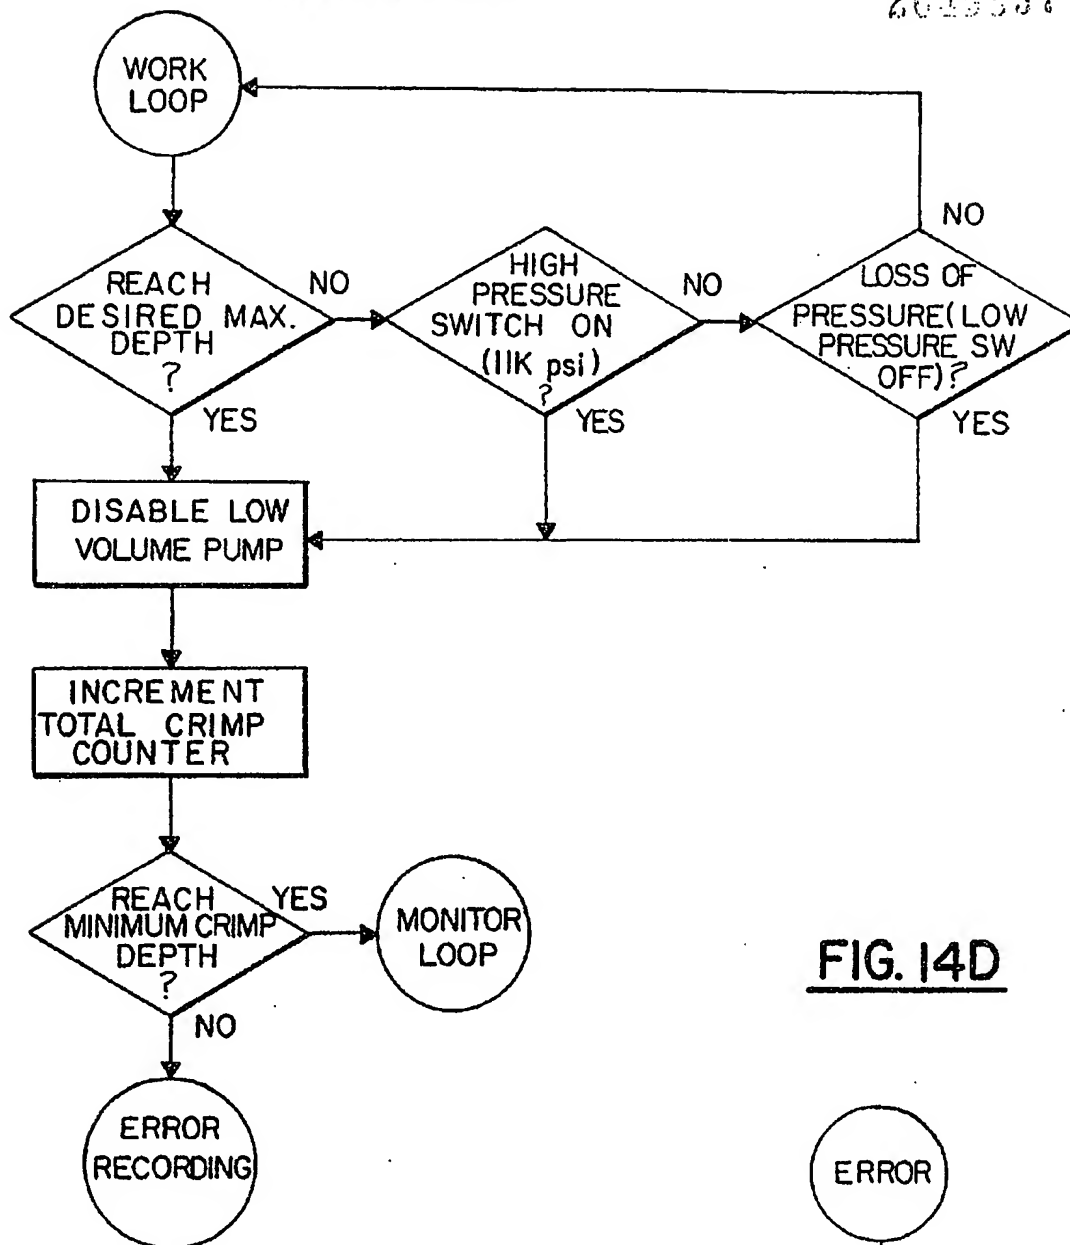 WORK
LOOP
NO
REACH
DESIRED MAX.
DEPTH
?
NO
HIGH
PRESSURE
SWITCH ON
(11K psi)
?
NO
LOSS OF
PRESSURE(LOW
PRESSURE SW
OFF)?
YES
YES
YES
DISABLE LOW
VOLUME PUMP
INCREMENT
TOTAL CRIMP
COUNTER
REACH
MINIMUM CRIMP
DEPTH
?
YES
MONITOR
LOOP
NO
FIG. 14D
ERROR
RECORDING
ERROR